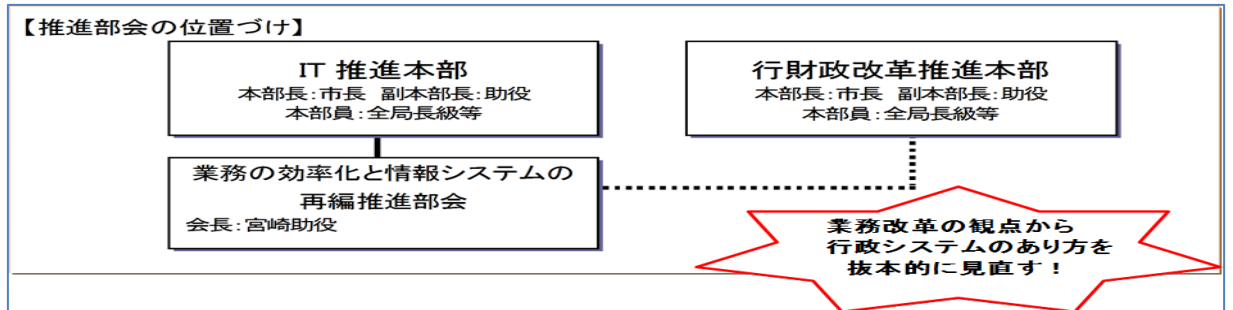 【推進部会の位置づけ】
IT 推進本部
本部長:市長 副本部長:助役
本部員:全局長級等
行財政改革推進本部
本部長:市長 副本部長:助役
本部員:全局長級等
業務の効率化と情報システムの
再編推進部会
会長:宮崎助役
業務改革の観点から
行政システムのあり方を
抜本的に見直す!